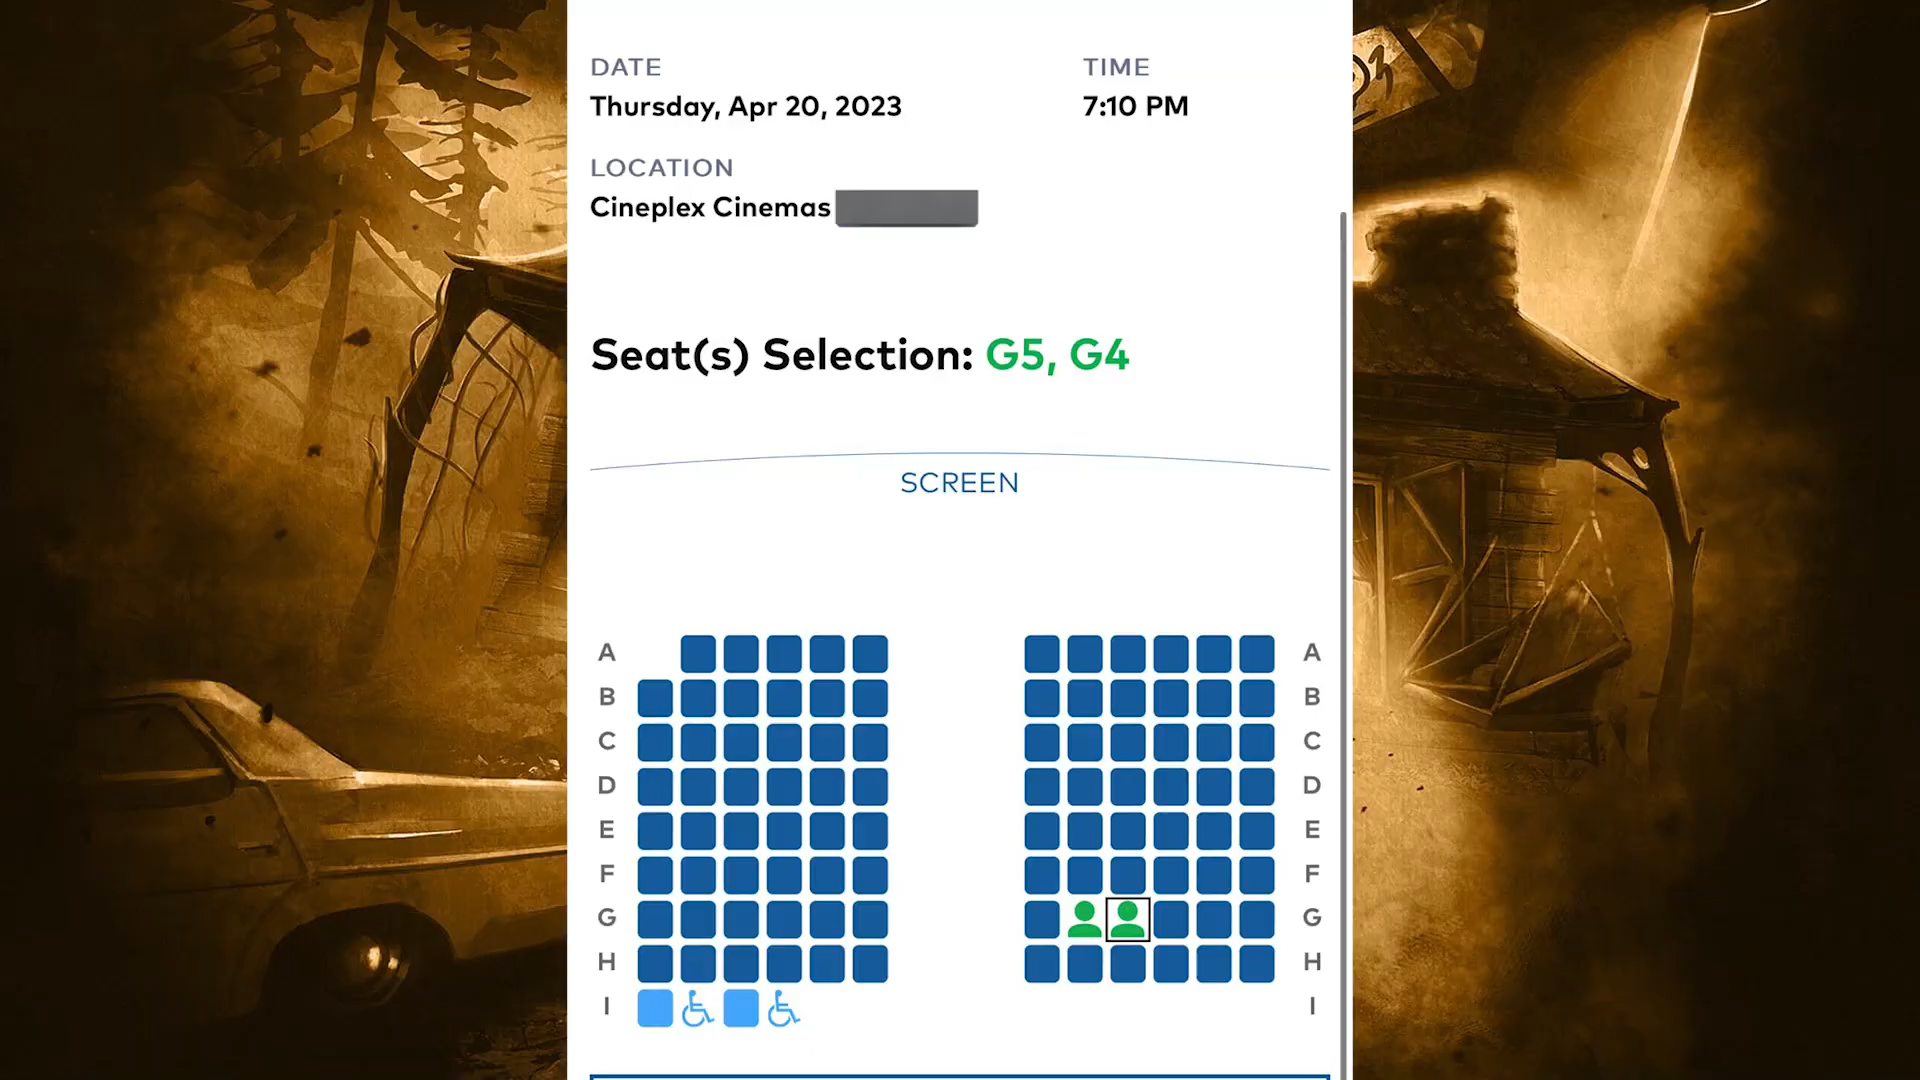 DATE
TIME
Thursday, Apr 20, 2023
7:10 PM
LOCATION
Cineplex Cinemas
Seat(s) Selection: G5, G4
SCREEN
A A
B B
C C
D D
E E
F F
G G
H H
I I